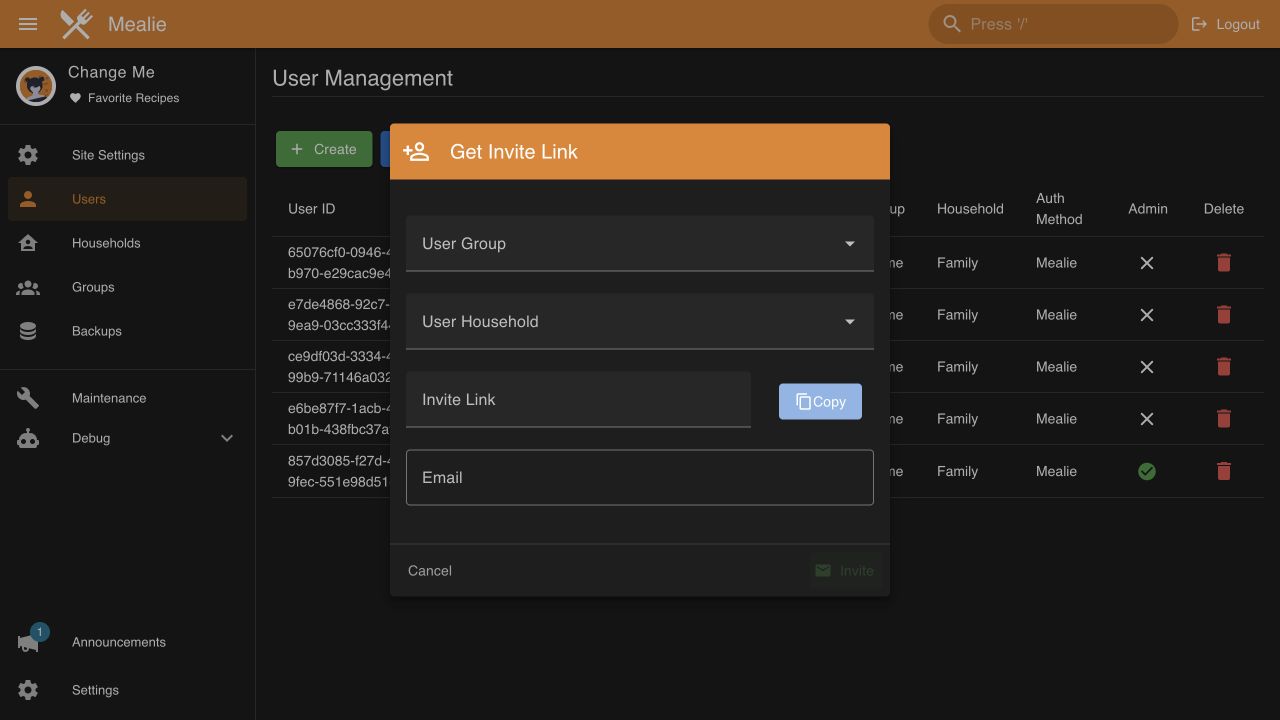 Mealie
Press '/'
Logout
Change Me
Favorite Recipes
Site Settings
Users
Households
Groups
Backups
Maintenance
Debug
1
Announcements
Settings
User Management
Create
User ID
Household
Auth
Method
Admin
Delete
65076cf0-0946-4
b970-e29cac9e4
Family
Mealie
e7de4868-92c7-
9ea9-03cc333f4
Family
Mealie
ce9df03d-3334-4
99b9-71146a032
Family
Mealie
e6be87f7-1acb-4
b01b-438fbc37a
Family
Mealie
857d3085-f27d-4
9fec-551e98d51
Family
Mealie
Get Invite Link
User Group
User Household
Invite Link
Copy
Email
Cancel
Invite